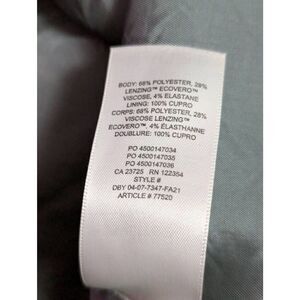 BODY: 68% POLYESTER, 28%
LENZING™ ECOVERO™
VISCOSE, 4% ELASTANE
LINING: 100% CUPRO
CORPS: 68% POLYESTER, 28%
VISCOSE LENZING™
ECOVERO™, 4% ÉLASTHANNE
DOUBLURE: 100% CUPRO
PO 4500147034
PO 4500147035
PO 4500147036
CA 23725 RN 122354
STYLE #
DBY 04-07-7347-FA21
ARTICLE # 77520